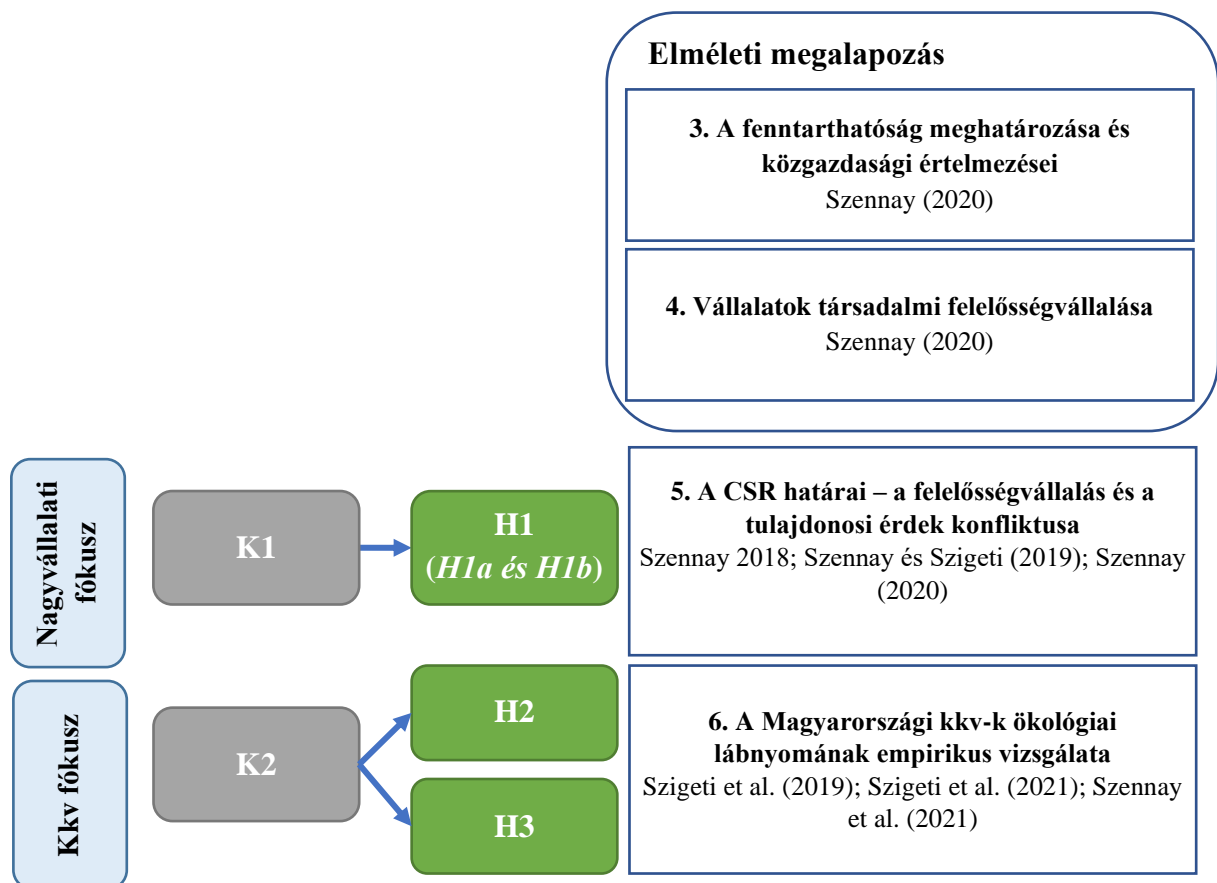 Elméleti megalapozás
3. A fenntarthatóság meghatározása és
közgazdasági értelmezései
Szennay (2020)
4. Vállalatok társadalmi felelősségvállalása
Szennay (2020)
Nagyvállalati
fókusz
K1
H1
(H1a és H1b)
5. A CSR határai – a felelősségvállalás és a
tulajdonosi érdek konfliktusa
Szennay 2018; Szennay és Szigeti (2019); Szennay
(2020)
Kkv fókusz
K2
H2
H3
6. A Magyarországi kkv-k ökológiai
lábnyomának empirikus vizsgálata
Szigeti et al. (2019); Szigeti et al. (2021); Szennay
et al. (2021)